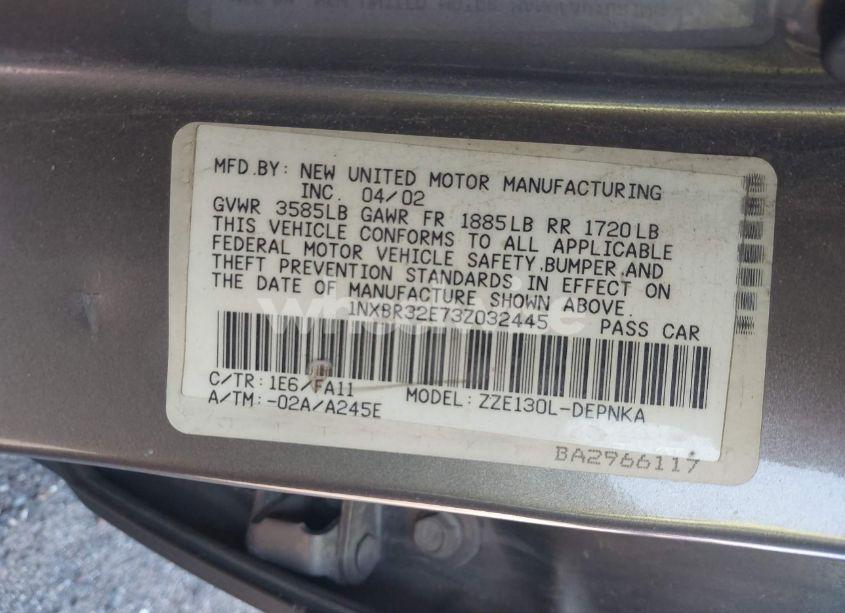 MFD.BY: NEW UNITED MOTOR MANUFACTURING
INC. 04/02
GVWR 3585LB GAWR FR 1885LB RR 1720LB
THIS VEHICLE CONFORMS TO ALL APPLICABLE
FEDERAL MOTOR VEHICLE SAFETY,BUMPER,AND
THEFT PREVENTION STANDARDS IN EFFECT ON
THE DATE OF MANUFACTURE SHOWN ABOVE.
1NXBR32E73Z032445 PASS CAR
C/TR: 1E6/FA11
A/TM: -02A/A245E MODEL: ZZE130L-DEPNKA
BA2966117